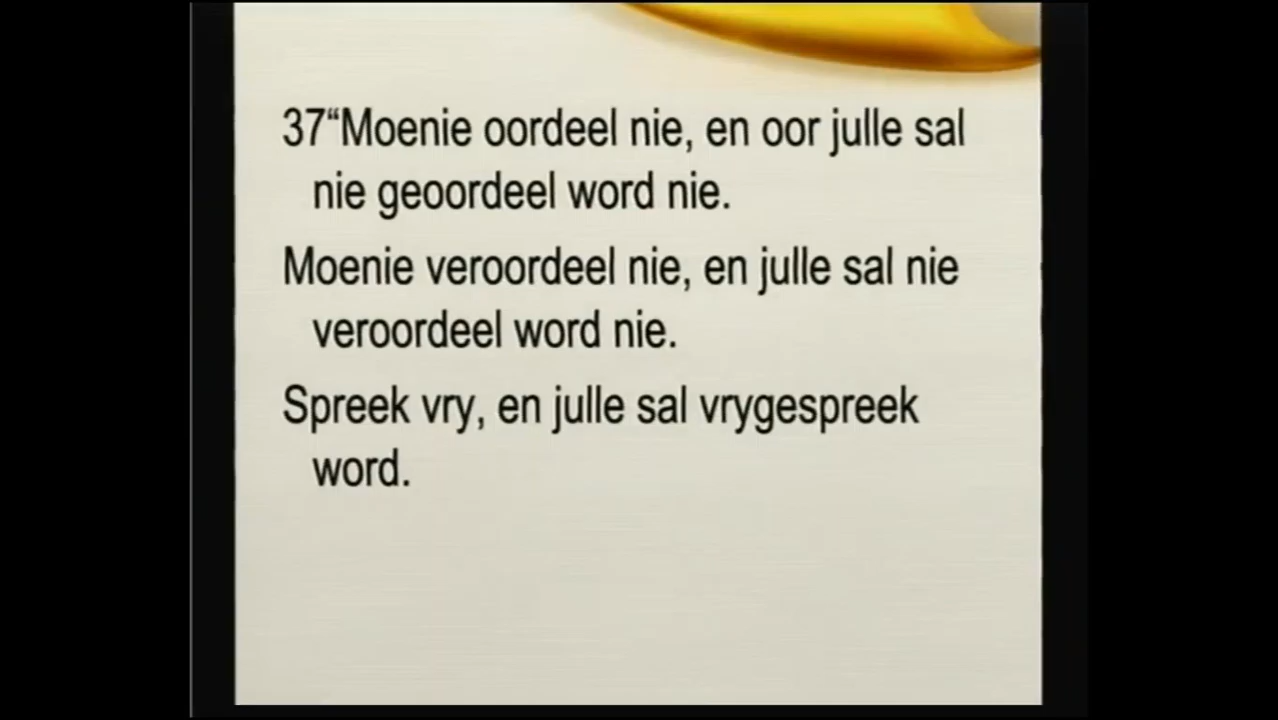 37“Moenie oordeel nie, en oor julle sal
nie geoordeel word nie.
Moenie veroordeel nie, en julle sal nie
veroordeel word nie.
Spreek vry, en julle sal vrygespreek
word.